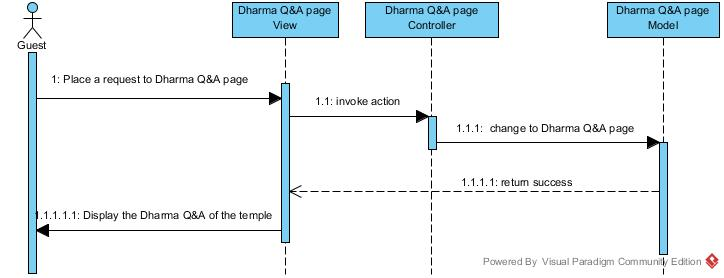 Dharma Q&A page
View
Dharma Q&A page
Controller
Dharma Q&A page
Model
Guest
1: Place a request to Dharma Q&A page
1.1: invoke action
1.1.1: change to Dharma Q&A page
1.1.1.1: return success
1.1.1.1.1: Display the Dharma Q&A of the temple
Powered By Visual Paradigm Community Edition